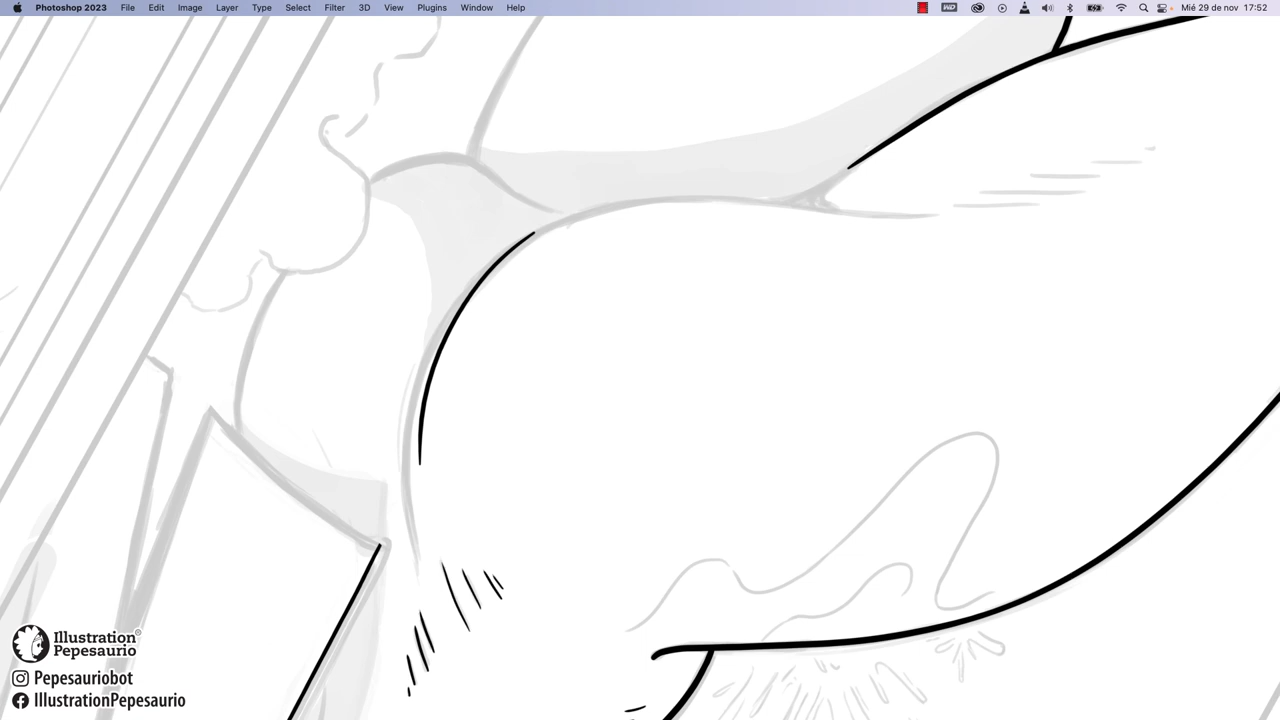 Photoshop 2023 File Edit Image Layer Type Select Filter 3D View Plugins Window Help Mié 29 de nov 17:52
Illustration®
Pepesaurio
Pepesauriobot
IllustrationPepesaurio